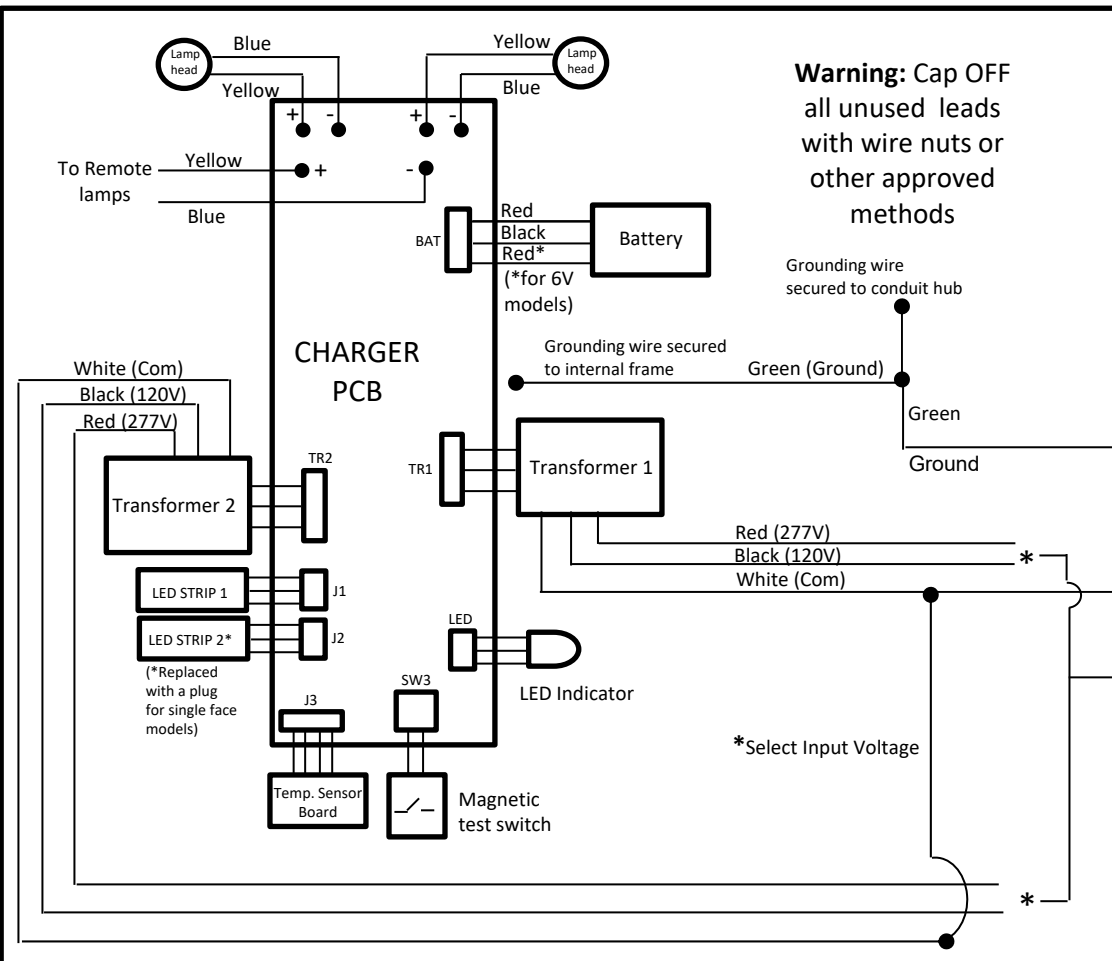 Blue
Lamp
head
Yellow
Yellow
Lamp
head
Blue
+
-
+
-
Warning: Cap OFF
all unused leads
with wire nuts or
other approved
methods
To Remote
lamps
Yellow
Blue
+
-
BAT
Red
Black
Red*
(*for 6V
models)
Battery
Grounding wire
secured to conduit hub
CHARGER
PCB
Grounding wire secured
to internal frame
Green (Ground)
Green
Ground
White (Com)
Black (120V)
Red (277V)
Transformer 2
TR2
TR1
Transformer 1
Red (277V)
Black (120V)
White (Com)
*
LED STRIP 1
J1
LED STRIP 2*
J2
(*Replaced
with a plug
for single face
models)
LED
LED Indicator
SW3
J3
Temp. Sensor
Board
Magnetic
test switch
*Select Input Voltage
*